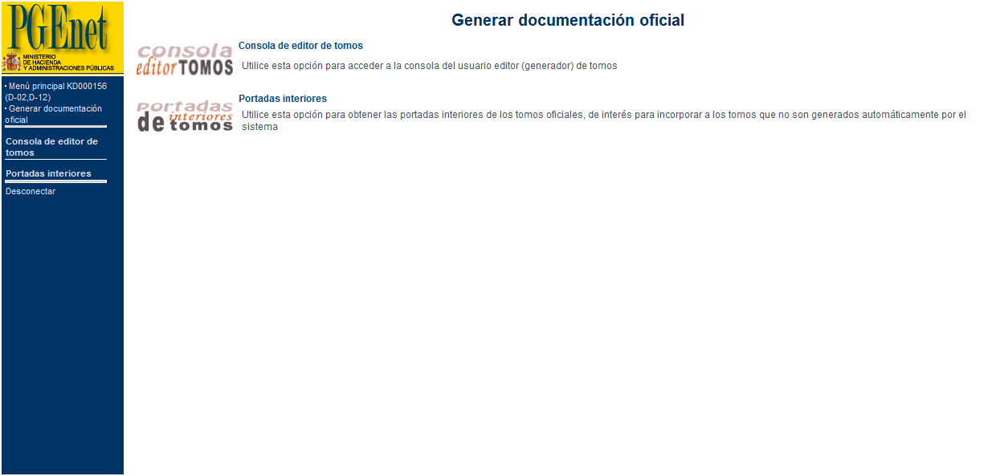 PGEnet
MINISTERIO
DE HACIENDA
Y ADMINISTRACIONES PÚBLICAS
· Menú principal KD000156
(D-02,D-12)
· Generar documentación
oficial
Consola de editor de
tomos
Portadas interiores
Desconectar
Generar documentación oficial
consola
editor TOMOS
Consola de editor de tomos
Utilice esta opción para acceder a la consola del usuario editor (generador) de tomos
portadas
interiores
de tomos
Portadas interiores
Utilice esta opción para obtener las portadas interiores de los tomos oficiales, de interés para incorporar a los tomos que no son generados automáticamente por el
sistema